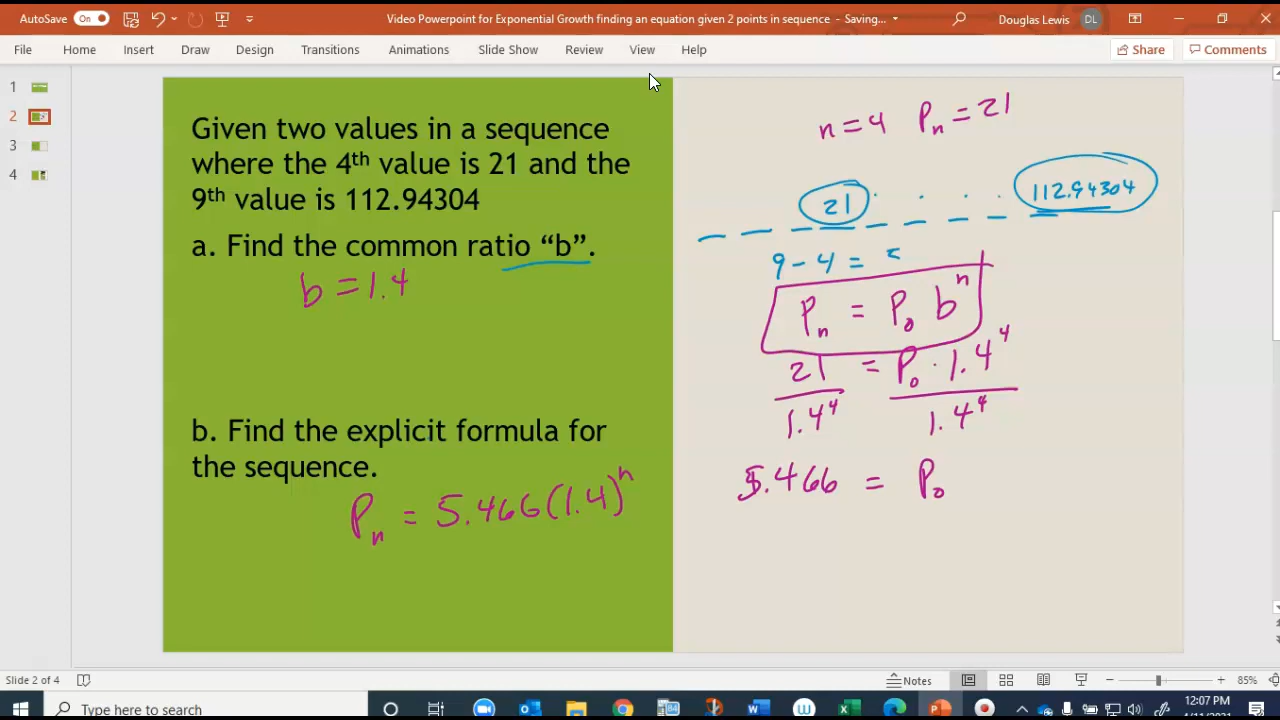 AutoSave On Video Powerpoint for Exponential Growth finding an equation given 2 points in sequence - Saving... Douglas Lewis DL
File Home Insert Draw Design Transitions Animations Slide Show Review View Help Share Comments
1
2
3
4
Given two values in a sequence
where the 4th value is 21 and the
9th value is 112.94304
a. Find the common ratio “b”.
b = 1.4
b. Find the explicit formula for
the sequence.
Pn = 5.466(1.4)^n
n = 4 Pn = 21
21 112.94304
9 - 4 =
Pn = P0 b^n
21 = P0 · 1.4^4
1.4^4 1.4^4
5.466 = P0
Slide 2 of 4 Notes 85%
Type here to search 12:07 PM